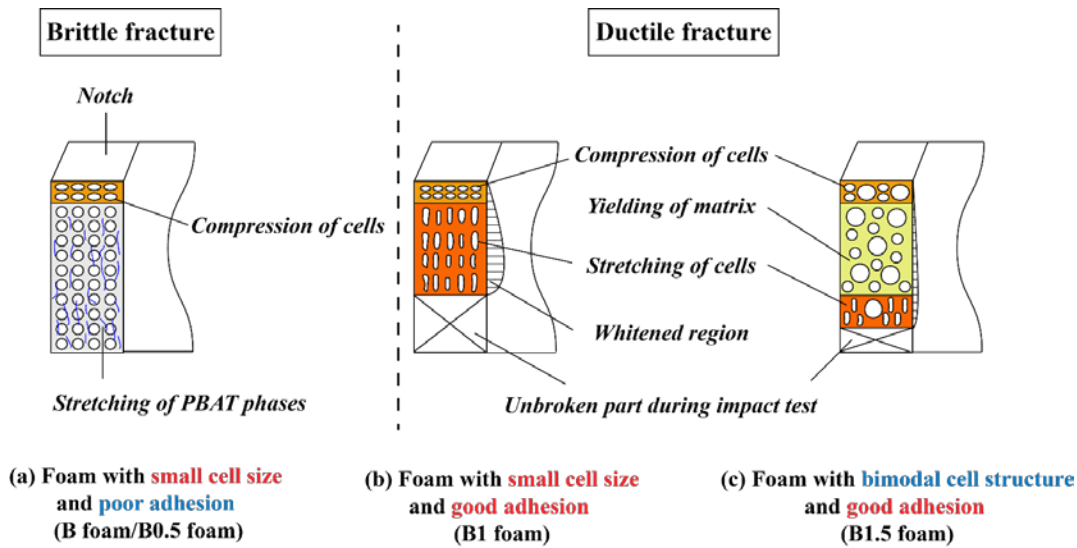 Brittle fracture
Ductile fracture
Notch
Compression of cells
Stretching of PBAT phases
Compression of cells
Yielding of matrix
Stretching of cells
Whitened region
Unbroken part during impact test
(a) Foam with small cell size
and poor adhesion
(B foam/B0.5 foam)
(b) Foam with small cell size
and good adhesion
(B1 foam)
(c) Foam with bimodal cell structure
and good adhesion
(B1.5 foam)